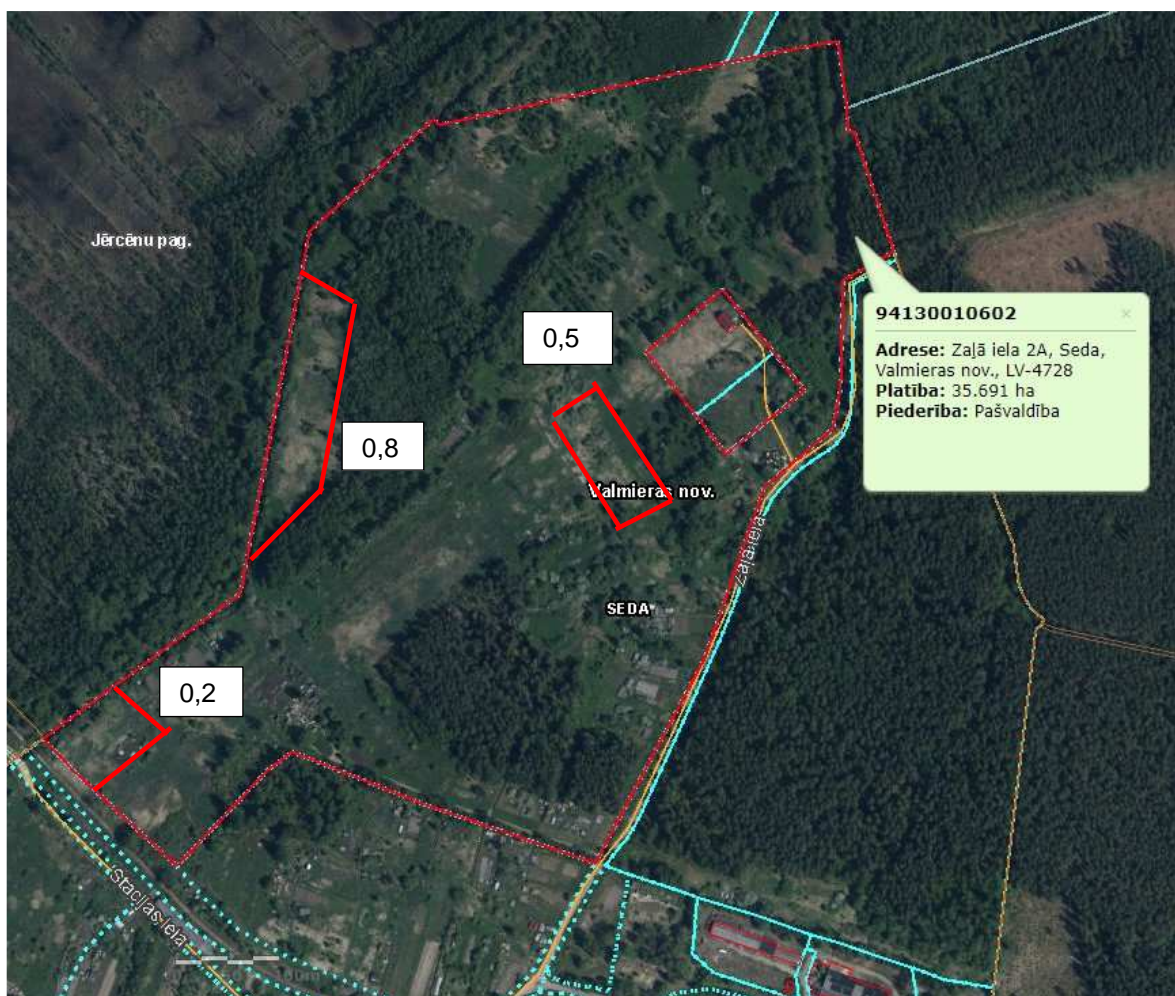 Jērcēnu pag.
94130010602
Adrese: Zaļā iela 2A, Seda,
Valmieras nov., LV-4728
Platība: 35.691 ha
Piederība: Pašvaldība
0,5
0,8
Valmieras nov.
Zaļā iela
SEDA
0,2
Stacijas iela